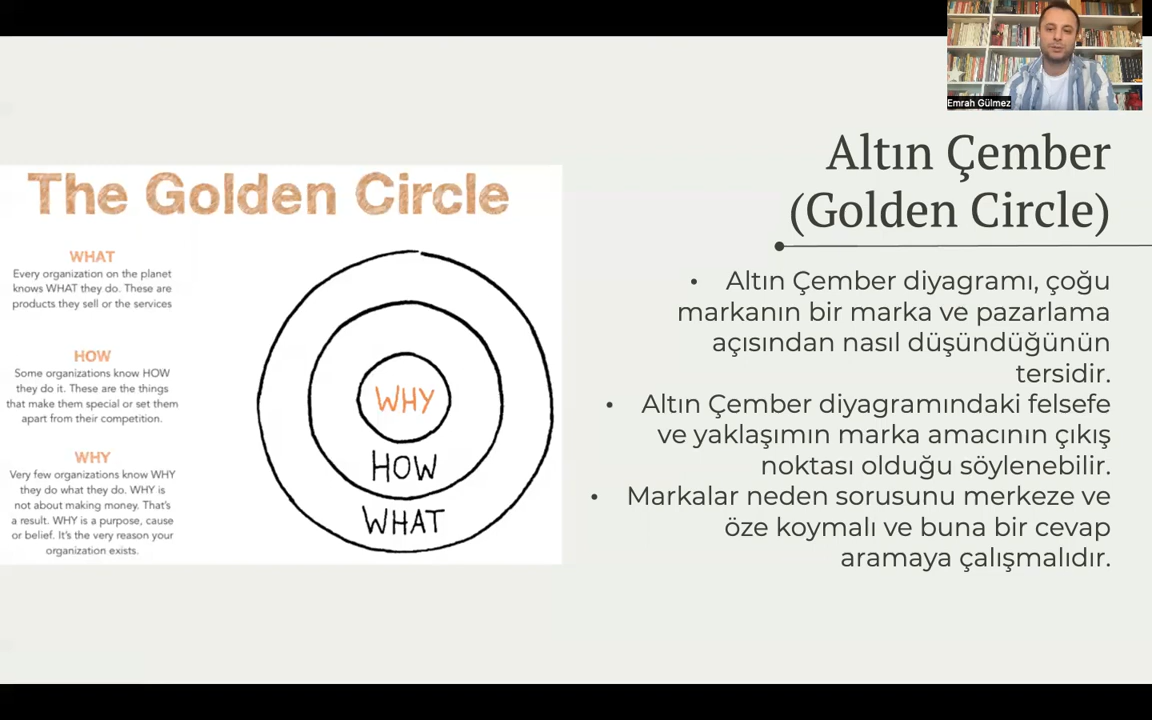 Emrah Gülmez
Altın Çember
(Golden Circle)
• Altın Çember diyagramı, çoğu
markanın bir marka ve pazarlama
açısından nasıl düşündüğünün
tersidir.
• Altın Çember diyagramındaki felsefe
ve yaklaşımın marka amacının çıkış
noktası olduğu söylenebilir.
• Markalar neden sorusunu merkeze ve
öze koymalı ve buna bir cevap
aramaya çalışmalıdır.
The Golden Circle
WHAT
Every organization on the planet
knows WHAT they do. These are
products they sell or the services
HOW
Some organizations know HOW
they do it. These are the things
that make them special or set them
apart from their competition.
WHY
Very few organizations know WHY
they do what they do. WHY is
not about making money. That's
a result. WHY is a purpose, cause
or belief. It's the very reason your
organization exists.
WHY
HOW
WHAT